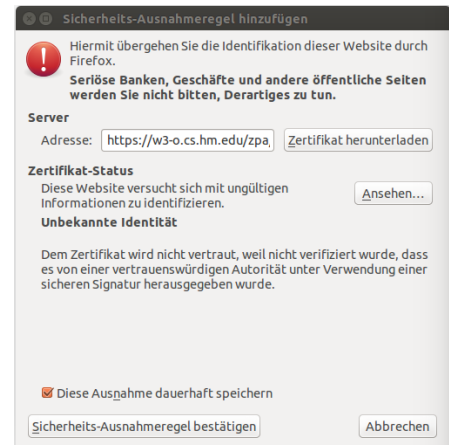 Sicherheits-Ausnahmeregel hinzufügen
Hiermit übergehen Sie die Identifikation dieser Website durch
Firefox.
Seriöse Banken, Geschäfte und andere öffentliche Seiten
werden Sie nicht bitten, Derartiges zu tun.
Server
Adresse: https://w3-o.cs.hm.edu/zpa Zertifikat herunterladen
Zertifikat-Status
Diese Website versucht sich mit ungültigen
Informationen zu identifizieren.
Ansehen...
Unbekannte Identität
Dem Zertifikat wird nicht vertraut, weil nicht verifiziert wurde, dass
es von einer vertrauenswürdigen Autorität unter Verwendung einer
sicheren Signatur herausgegeben wurde.
Diese Ausnahme dauerhaft speichern
Sicherheits-Ausnahmeregel bestätigen Abbrechen